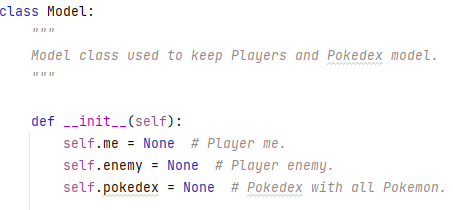 class Model:
    """
    Model class used to keep Players and Pokedex model.
    """

    def __init__(self):
        self.me = None  # Player me.
        self.enemy = None  # Player enemy.
        self.pokedex = None  # Pokedex with all Pokemon.